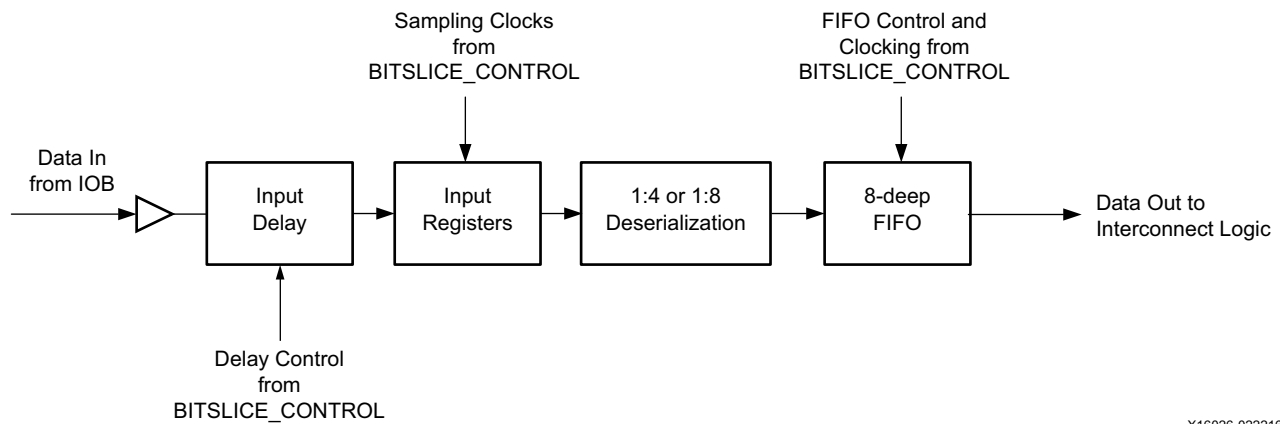 Sampling Clocks
from
BITSLICE_CONTROL
FIFO Control and
Clocking from
BITSLICE_CONTROL
Data In
from IOB
Input
Delay
Input
Registers
1:4 or 1:8
Deserialization
8-deep
FIFO
Data Out to
Interconnect Logic
Delay Control
from
BITSLICE_CONTROL